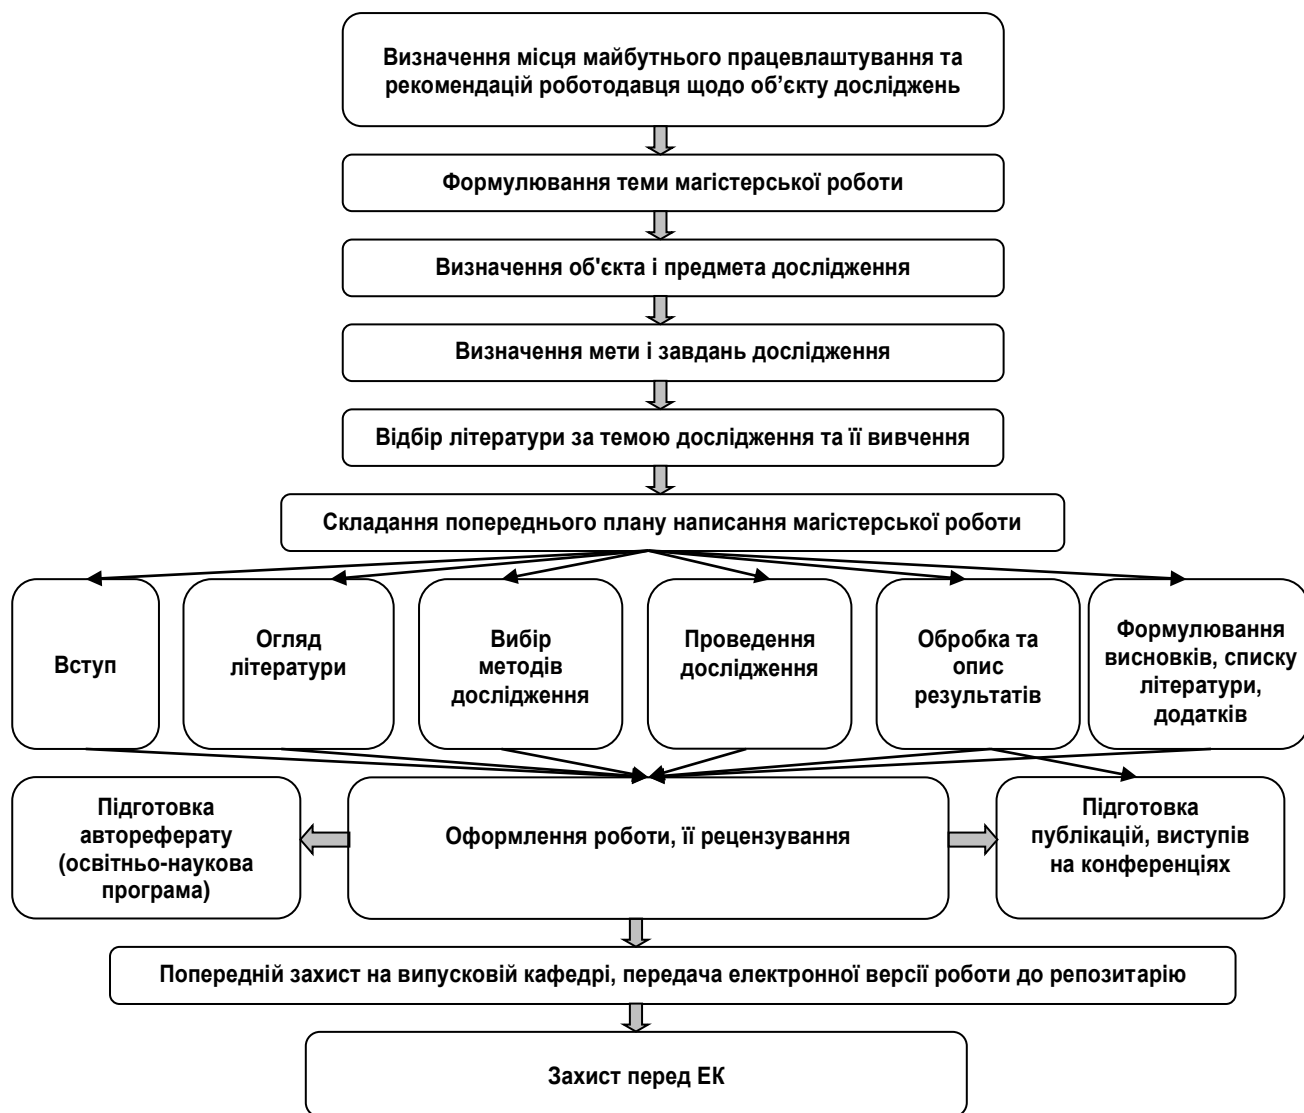 Визначення місця майбутнього працевлаштування та
рекомендацій роботодавця щодо об’єкту досліджень
Формулювання теми магістерської роботи
Визначення об'єкта і предмета дослідження
Визначення мети і завдань дослідження
Відбір літератури за темою дослідження та її вивчення
Складання попереднього плану написання магістерської роботи
Вступ
Огляд
літератури
Вибір
методів
дослідження
Проведення
дослідження
Обробка та
опис
результатів
Формулювання
висновків, списку
літератури,
додатків
Підготовка
автореферату
(освітньо-наукова
програма)
Оформлення роботи, її рецензування
Підготовка
публікацій, виступів
на конференціях
Попередній захист на випусковій кафедрі, передача електронної версії роботи до репозитарію
Захист перед ЕК